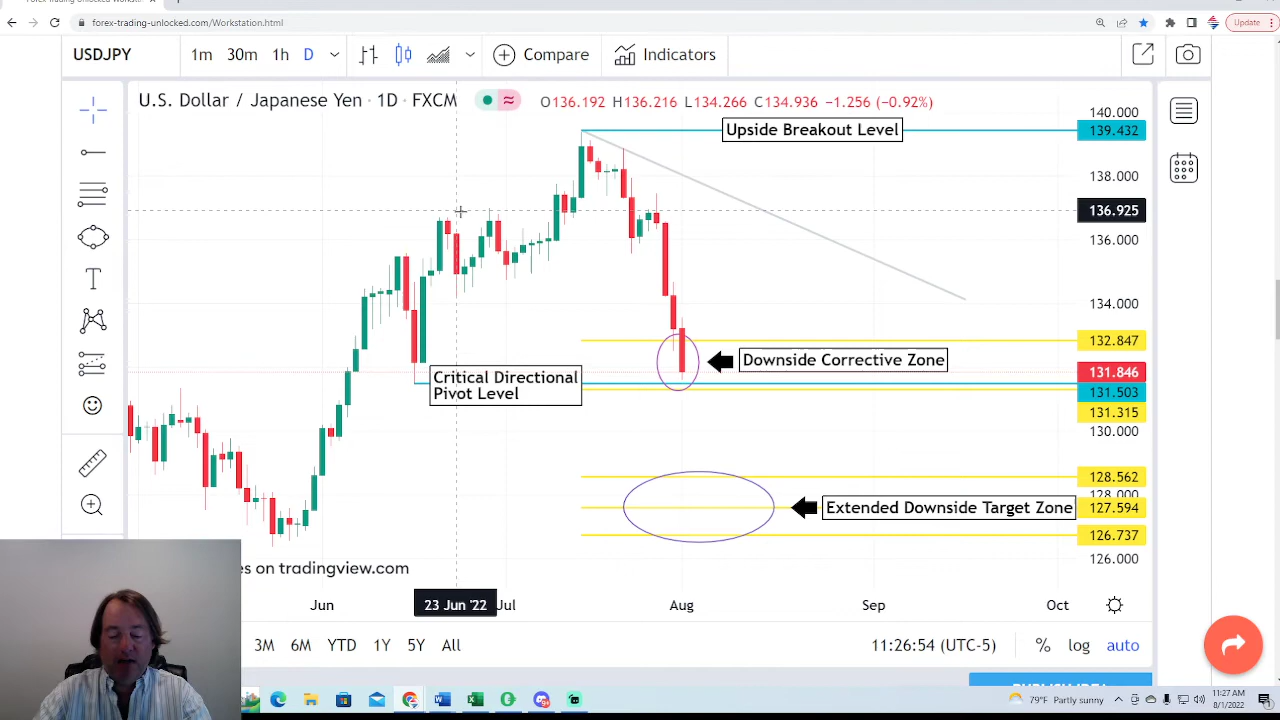 forex-trading-unlocked.com/Workstation.html
Update
USDJPY
1m 30m 1h D
Compare
Indicators
U.S. Dollar / Japanese Yen · 1D · FXCM
O136.192 H136.216 L134.266 C134.936 −1.256 (−0.92%)
140.000
Upside Breakout Level
139.432
138.000
136.925
136.000
134.000
132.847
Downside Corrective Zone
131.846
Critical Directional
Pivot Level
131.503
131.315
130.000
128.562
128.000
Extended Downside Target Zone
127.594
126.737
126.000
es on tradingview.com
Jun
23 Jun '22
Jul
Aug
Sep
Oct
3M 6M YTD 1Y 5Y All
11:26:54 (UTC-5)
% log auto
79°F Partly sunny
11:27 AM
8/1/2022